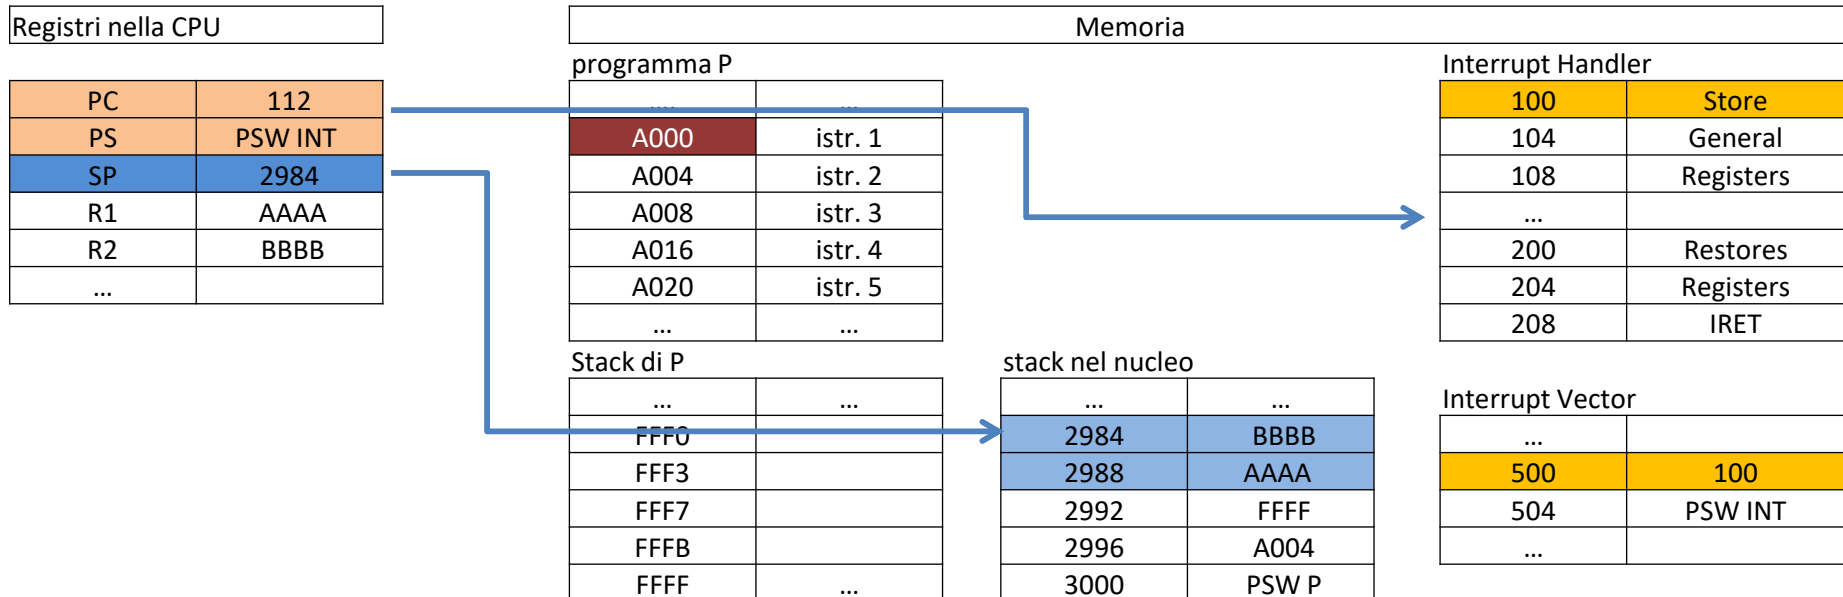 Registri nella CPU
Memoria
programma P
Interrupt Handler
PC 112
.... ...
100 Store
PS PSW INT
A000 istr. 1
104 General
SP 2984
A004 istr. 2
108 Registers
R1 AAAA
A008 istr. 3
...
R2 BBBB
A016 istr. 4
200 Restores
...
A020 istr. 5
204 Registers
... ...
208 IRET
Stack di P
stack nel nucleo
... ...
... ...
Interrupt Vector
FFF0
2984 BBBB
...
FFF3
2988 AAAA
500 100
FFF7
2992 FFFF
504 PSW INT
FFFB
2996 A004
...
FFFF ...
3000 PSW P